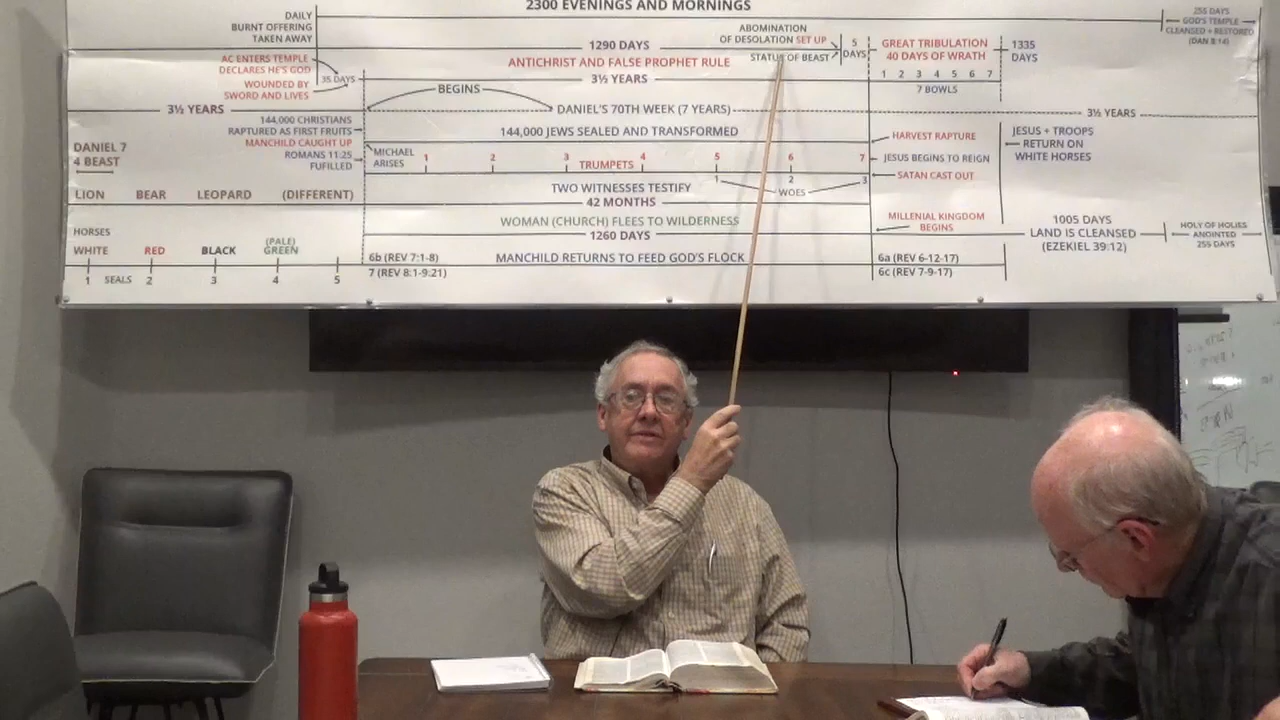 2300 EVENINGS AND MORNINGS
DAILY
BURNT OFFERING
TAKEN AWAY
255 DAYS
GOD'S TEMPLE
CLEANSED + RESTORED
(DAN 8:14)
ABOMINATION
OF DESOLATION SET UP
STATUE OF BEAST
1290 DAYS
5
DAYS
GREAT TRIBULATION
40 DAYS OF WRATH
1335
DAYS
AC ENTERS TEMPLE
DECLARES HE'S GOD
WOUNDED BY
SWORD AND LIVES
35 DAYS
ANTICHRIST AND FALSE PROPHET RULE
3½ YEARS
1 2 3 4 5 6 7
7 BOWLS
BEGINS
3½ YEARS
DANIEL'S 70TH WEEK (7 YEARS)
3½ YEARS
144,000 CHRISTIANS
RAPTURED AS FIRST FRUITS
MANCHILD CAUGHT UP
ROMANS 11:25
FUFILLED
144,000 JEWS SEALED AND TRANSFORMED
HARVEST RAPTURE
JESUS + TROOPS
RETURN ON
WHITE HORSES
DANIEL 7
4 BEAST
MICHAEL
ARISES
1 2 3 4 5 6 7
TRUMPETS
JESUS BEGINS TO REIGN
SATAN CAST OUT
1 2 3
WOES
LION BEAR LEOPARD (DIFFERENT)
TWO WITNESSES TESTIFY
42 MONTHS
WOMAN (CHURCH) FLEES TO WILDERNESS
1260 DAYS
MILLENIAL KINGDOM
BEGINS
1005 DAYS
LAND IS CLEANSED
(EZEKIEL 39:12)
HOLY OF HOLIES
ANOINTED
255 DAYS
HORSES
WHITE RED BLACK (PALE)
GREEN
1 SEALS 2 3 4 5
6b (REV 7:1-8)
7 (REV 8:1-9:21)
MANCHILD RETURNS TO FEED GOD'S FLOCK
6a (REV 6-12-17)
6c (REV 7-9-17)